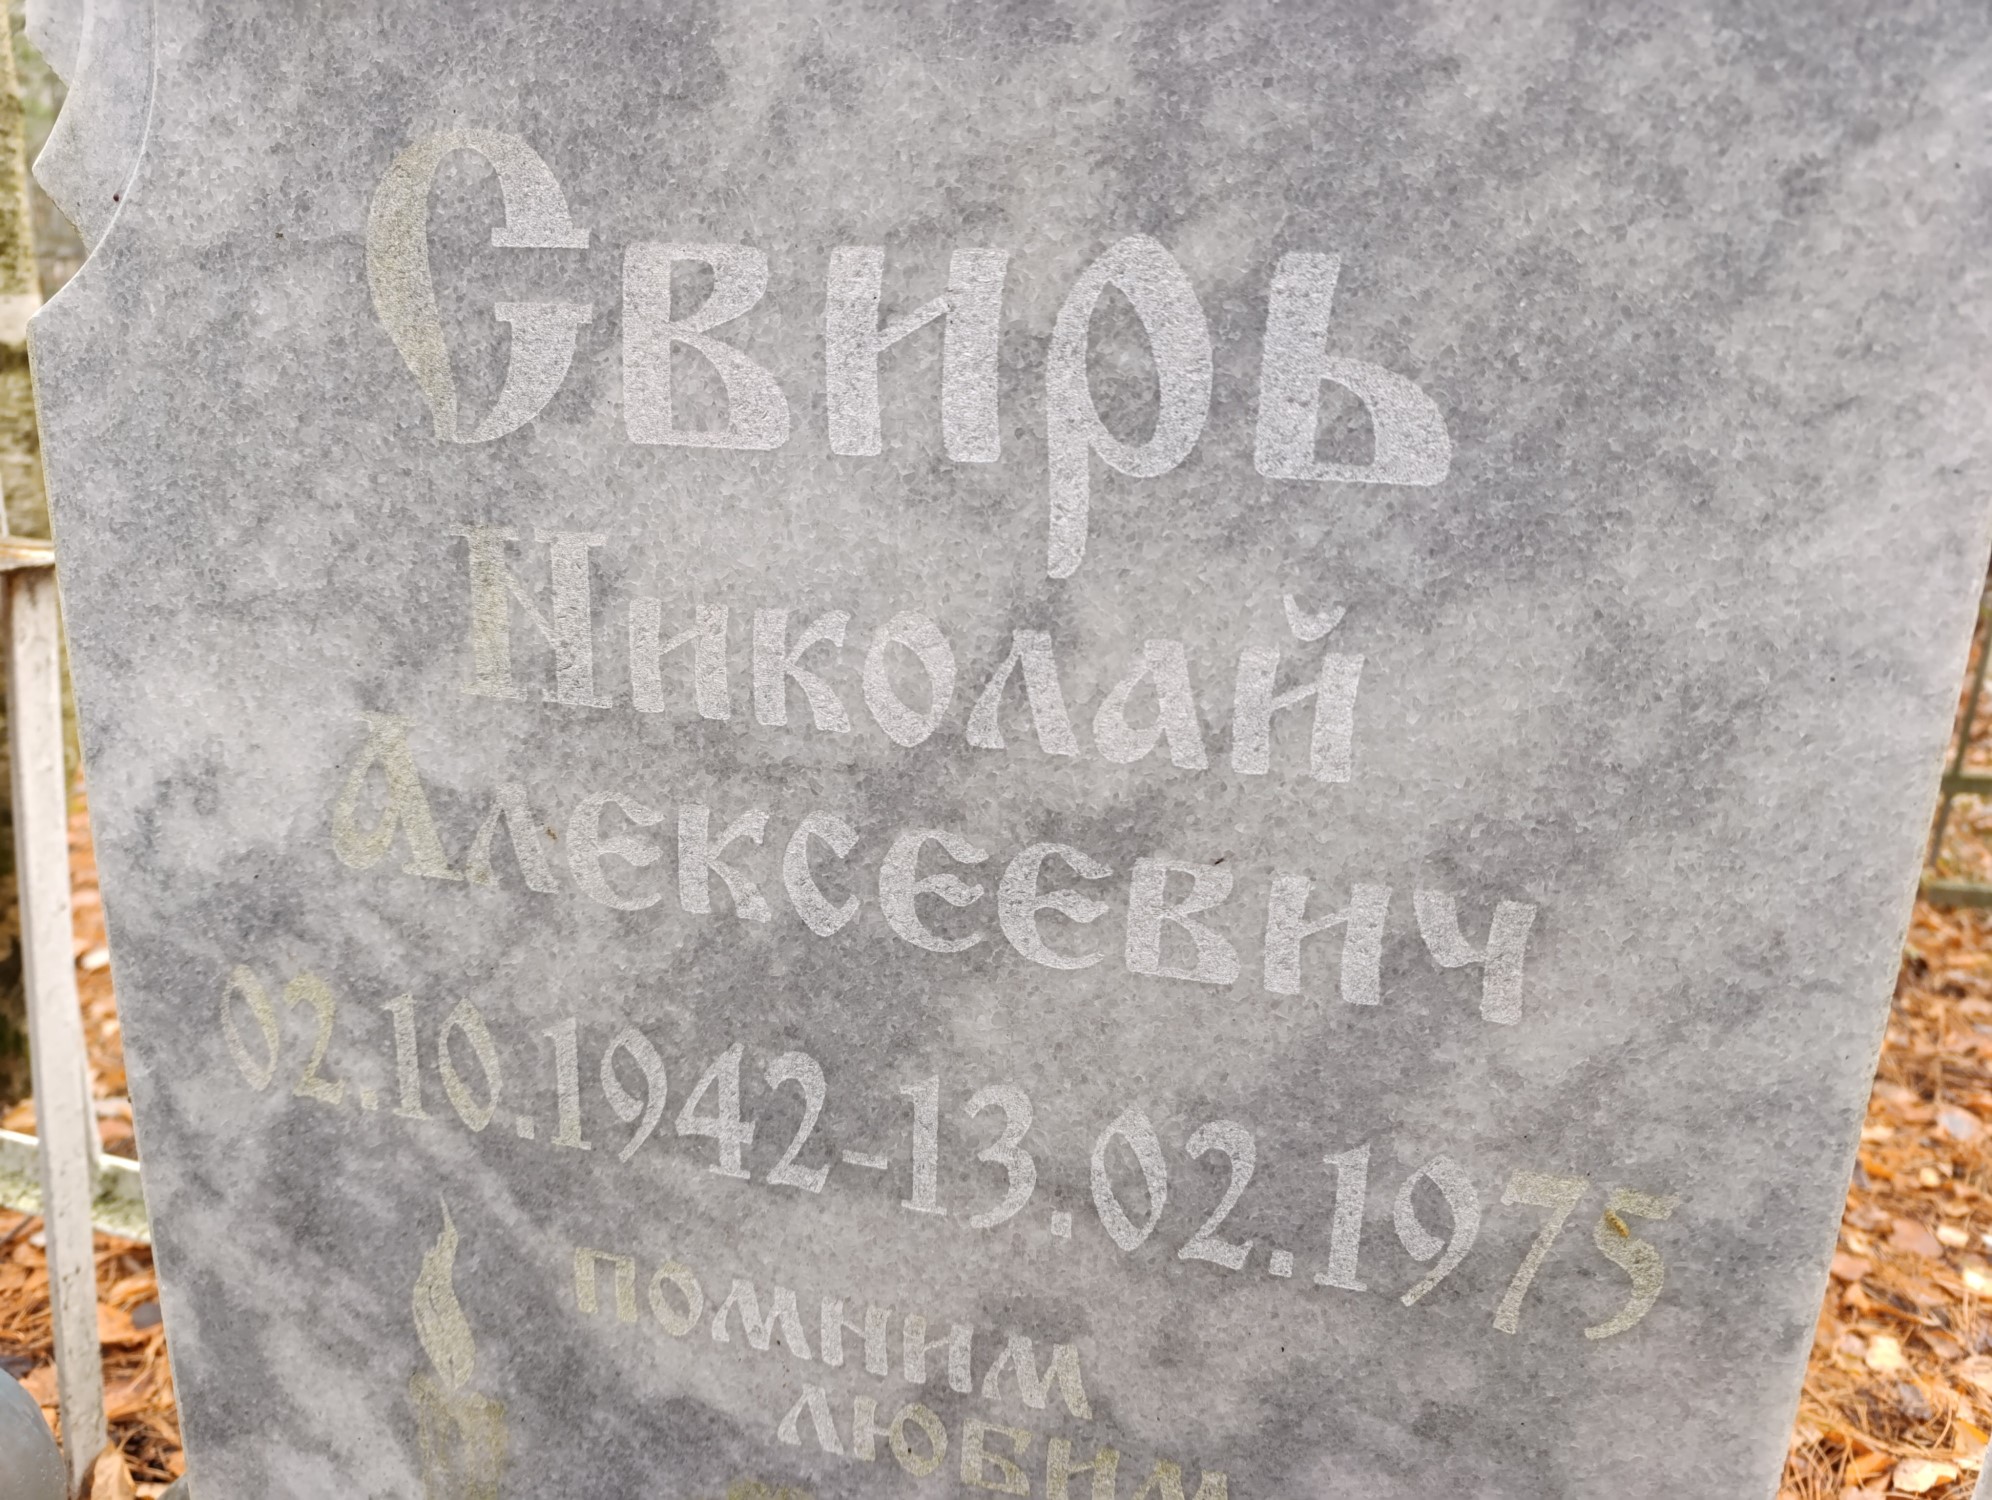 Свирь
Николай
Алексеевич
02.10.1942-13.02.1975
помним
любим